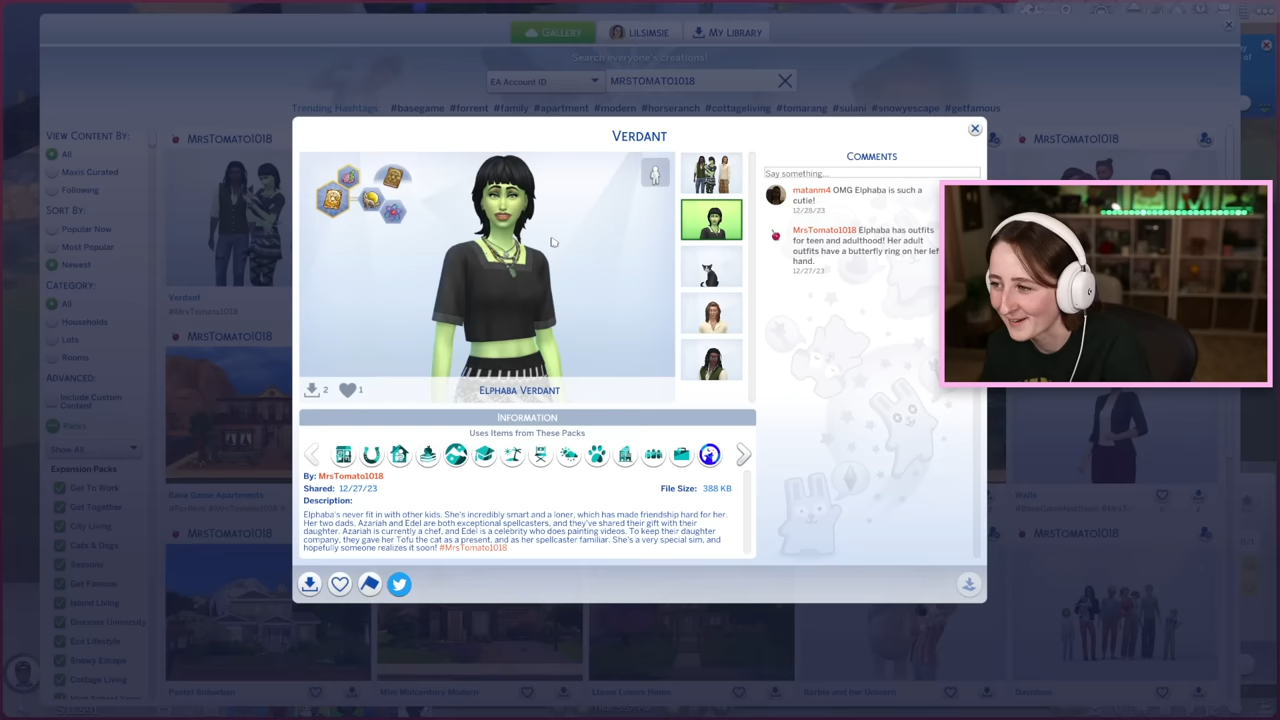 GALLERY
LILSIMSIE
MY LIBRARY
Search everyone's creations!
EA Account ID
MRSTOMATO1018
Trending Hashtags: #basegame #forrent #family #apartment #modern #horseranch #cottageliving #tomarang #sulani #snowyescape #getfamous
VIEW CONTENT BY:
All
Maxis Curated
Following
SORT BY:
Popular Now
Most Popular
Newest
CATEGORY:
All
Households
Lots
Rooms
ADVANCED:
Include Custom
Content
Packs
Show All
Expansion Packs
Get To Work
Get Together
City Living
Cats & Dogs
Seasons
Get Famous
Island Living
Discover University
Eco Lifestyle
Snowy Escape
Cottage Living
MRSTOMATO1018
Verdant
#MrsTomato1018
MRSTOMATO1018
Base Game Apartments
MRSTOMATO1018
Pastel Suburban
Mini Midcentury Modern
Barbie and her Unicorn
MRSTOMATO1018
MRSTOMATO1018
MRSTOMATO1018
VERDANT
2
1
ELPHABA VERDANT
INFORMATION
Uses Items from These Packs
By: MrsTomato1018
Shared: 12/27/23
File Size: 388 KB
Description:
Elphaba's never fit in with other kids. She's incredibly smart and a loner, which has made friendship hard for her.
Her two dads, Azariah and Edel are both exceptional spellcasters, and they've shared their gift with their
daughter. Azariah is currently a chef, and Edel is a celebrity who does painting videos. To keep their daughter
company, they gave her Tofu the cat as a present, and as her spellcaster familiar. She's a very special sim, and
hopefully someone realizes it soon! #MrsTomato1018
COMMENTS
Say something...
matanm4 OMG Elphaba is such a
cutie!
12/28/23
MrsTomato1018 Elphaba has outfits
for teen and adulthood! Her adult
outfits have a butterfly ring on her lef
hand.
12/27/23